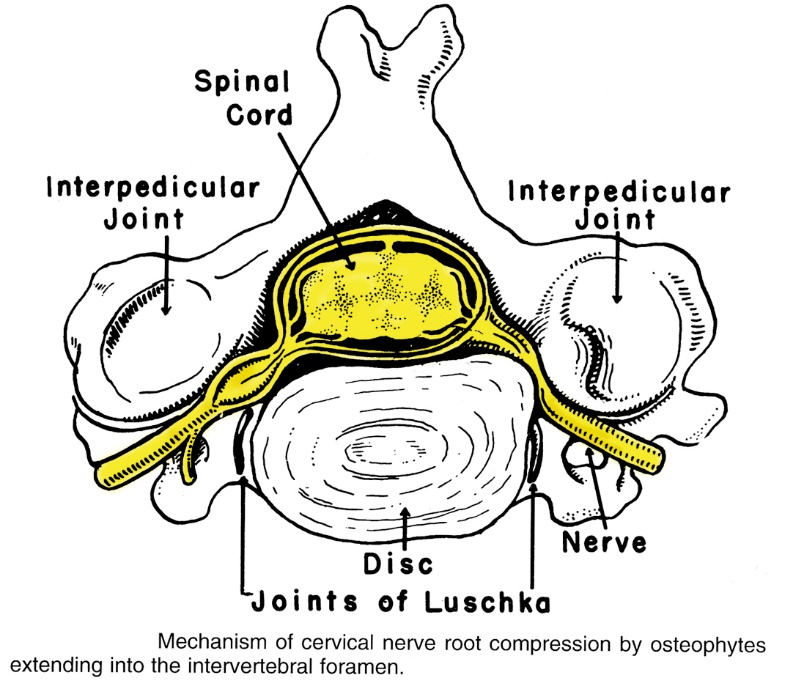 Spinal
Cord
Interpedicular
Joint
Interpedicular
Joint
Nerve
Disc
Joints of Luschka
Mechanism of cervical nerve root compression by osteophytes
extending into the intervertebral foramen.